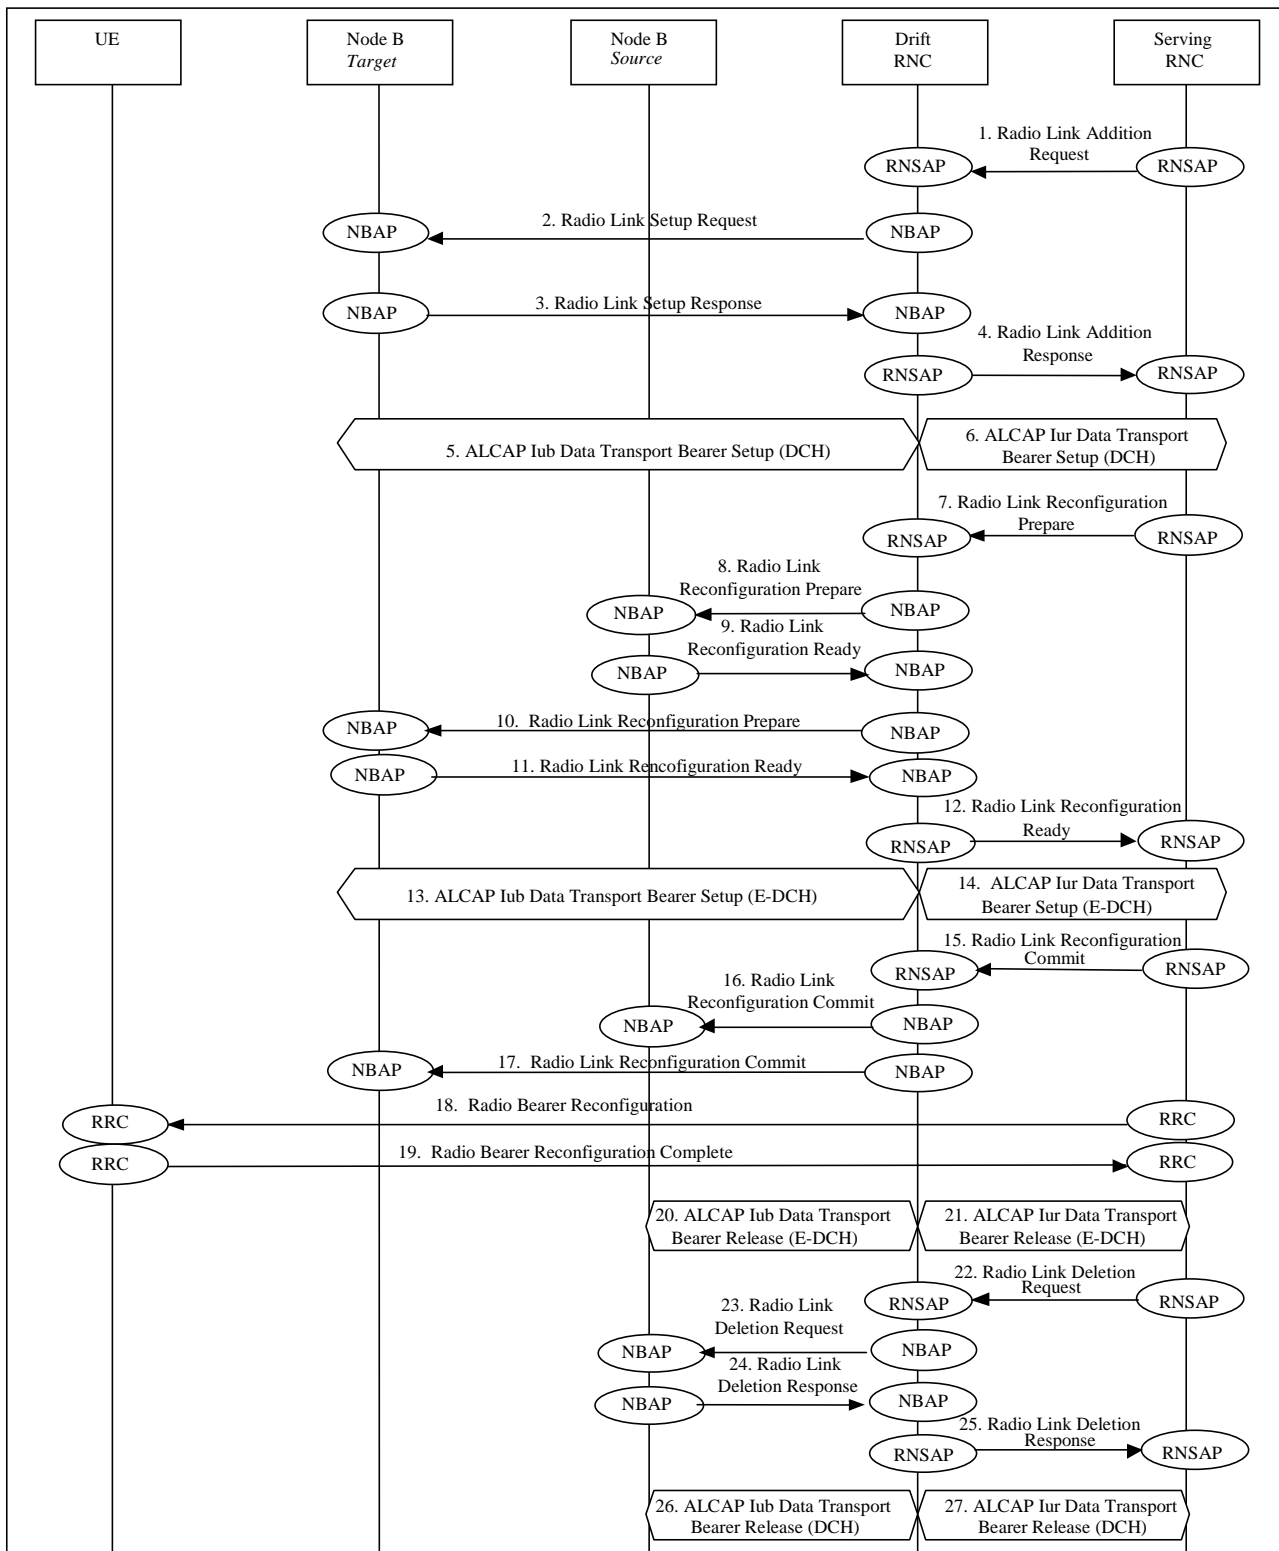 UE
Node B
Target
Node B
Source
Drift
RNC
Serving
RNC
1. Radio Link Addition
Request
RNSAP
RNSAP
2. Radio Link Setup Request
NBAP
NBAP
3. Radio Link Setup Response
NBAP
NBAP
4. Radio Link Addition
Response
RNSAP
RNSAP
5. ALCAP Iub Data Transport Bearer Setup (DCH)
6. ALCAP Iur Data Transport
Bearer Setup (DCH)
7. Radio Link Reconfiguration
Prepare
RNSAP
RNSAP
8. Radio Link
Reconfiguration Prepare
NBAP
NBAP
9. Radio Link
Reconfiguration Ready
NBAP
NBAP
10. Radio Link Reconfiguration Prepare
NBAP
NBAP
11. Radio Link Rencofiguration Ready
NBAP
NBAP
12. Radio Link Reconfiguration
Ready
RNSAP
RNSAP
13. ALCAP Iub Data Transport Bearer Setup (E-DCH)
14. ALCAP Iur Data Transport
Bearer Setup (E-DCH)
15. Radio Link Reconfiguration
Commit
RNSAP
RNSAP
16. Radio Link
Reconfiguration Commit
NBAP
NBAP
17. Radio Link Reconfiguration Commit
NBAP
NBAP
18. Radio Bearer Reconfiguration
RRC
RRC
19. Radio Bearer Reconfiguration Complete
RRC
RRC
20. ALCAP Iub Data Transport
Bearer Release (E-DCH)
21. ALCAP Iur Data Transport
Bearer Release (E-DCH)
22. Radio Link Deletion
Request
RNSAP
RNSAP
23. Radio Link
Deletion Request
NBAP
NBAP
24. Radio Link
Deletion Response
NBAP
NBAP
25. Radio Link Deletion
Response
RNSAP
RNSAP
26. ALCAP Iub Data Transport
Bearer Release (DCH)
27. ALCAP Iur Data Transport
Bearer Release (DCH)